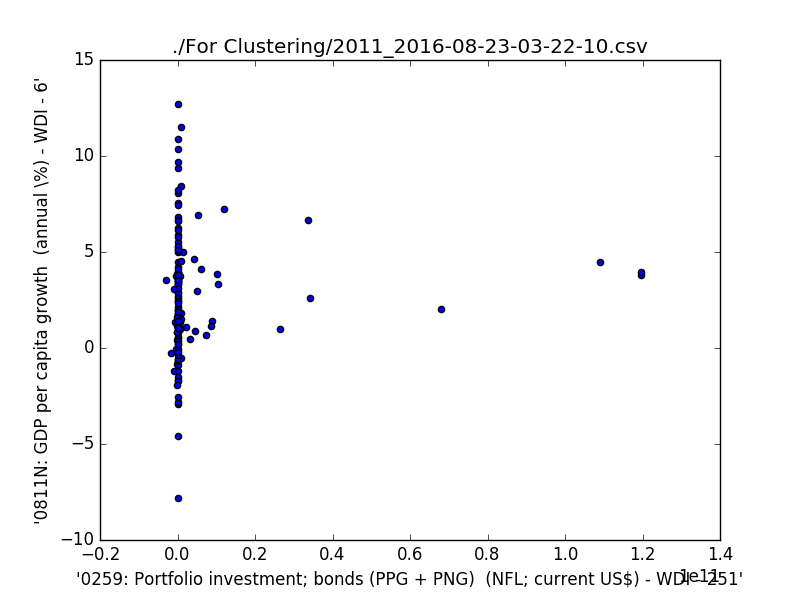 ./For Clustering/2011_2016-08-23-03-22-10.csv
15
10
5
0
−5
−10
'0811N: GDP per capita growth  (annual \%) - WDI - 6'
−0.2 0.0 0.2 0.4 0.6 0.8 1.0 1.2 1.4
1e11
'0259: Portfolio investment; bonds (PPG + PNG)  (NFL; current US$) - WDI - 251'